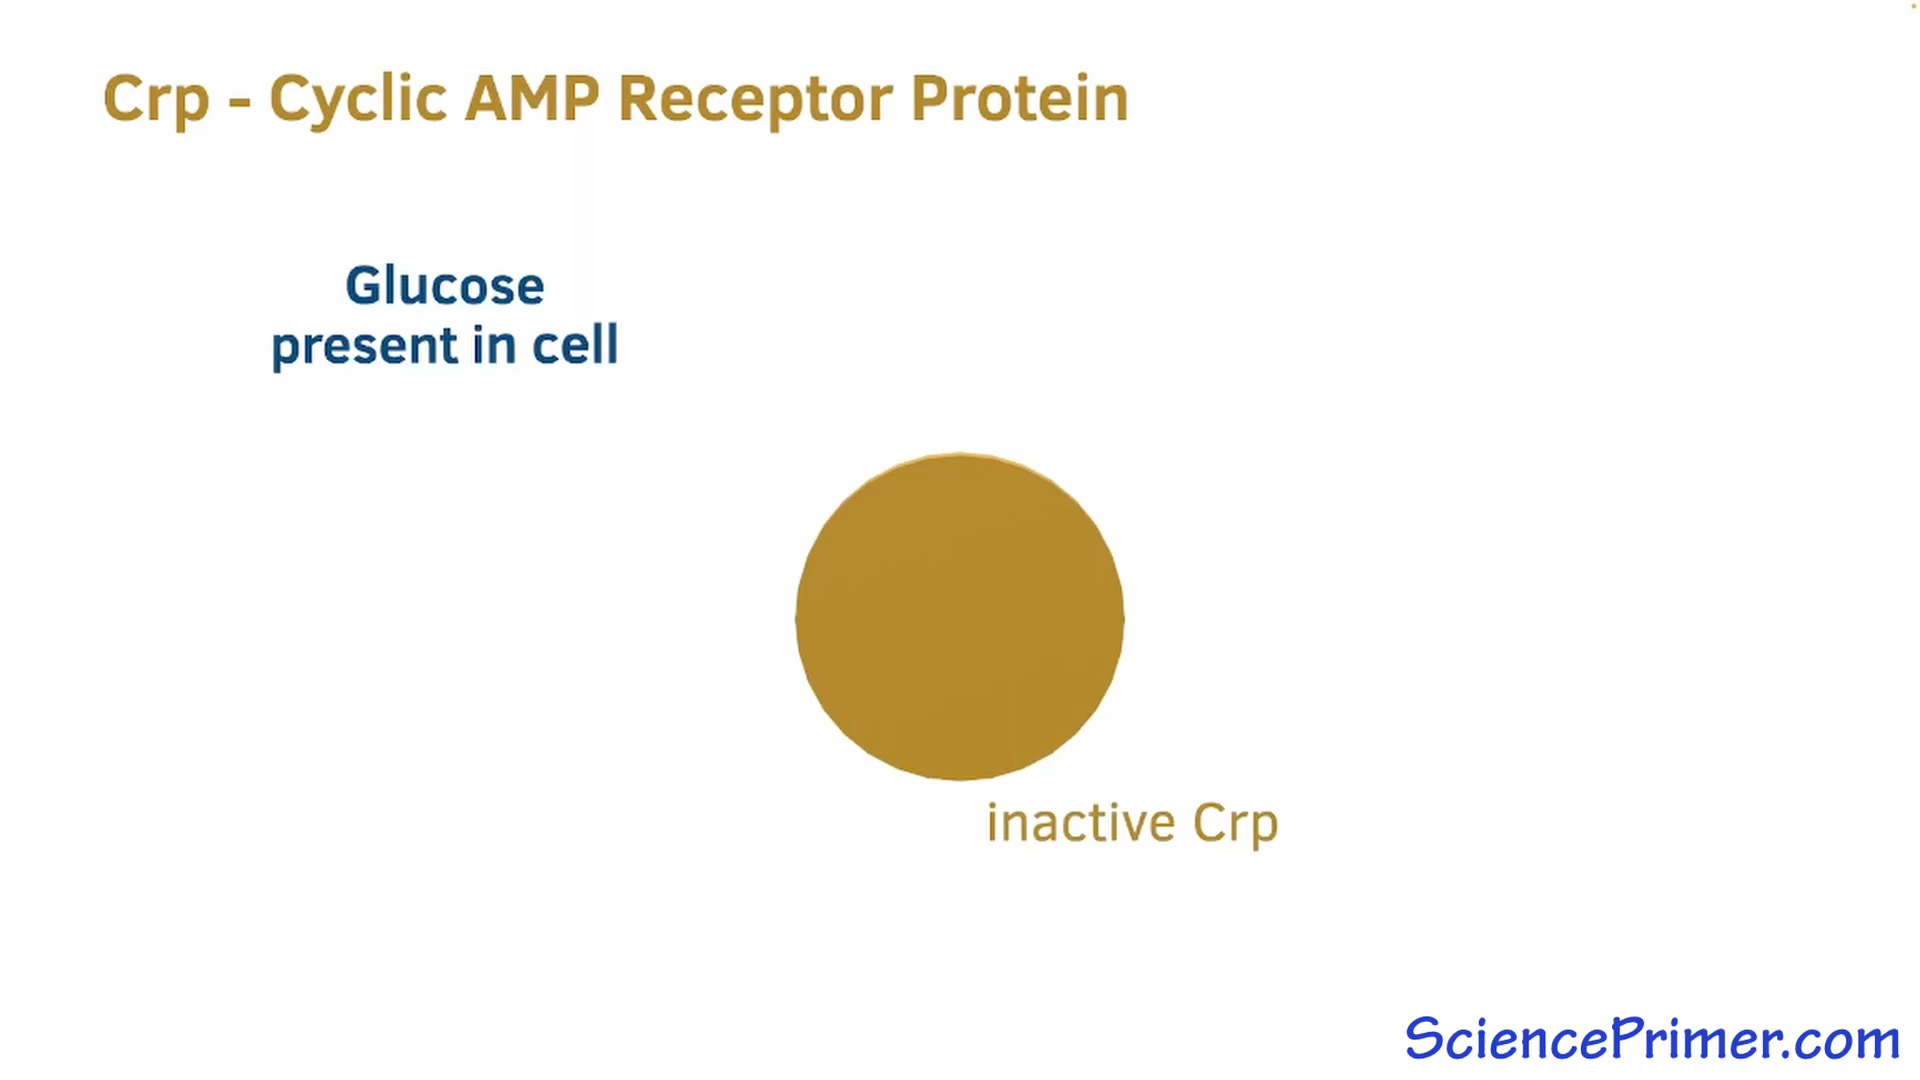 Crp - Cyclic AMP Receptor Protein
Glucose
present in cell
inactive Crp
SciencePrimer.com